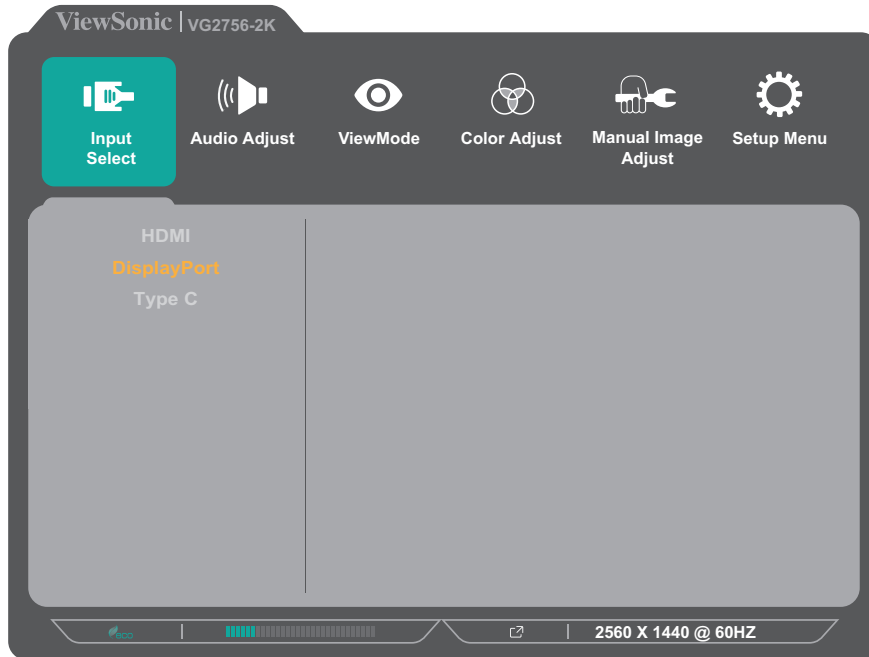 ViewSonic | VG2756-2K
Input Select
Audio Adjust
ViewMode
Color Adjust
Manual Image Adjust
Setup Menu
HDMI
DisplayPort
Type C
eco
2560 X 1440 @ 60HZ